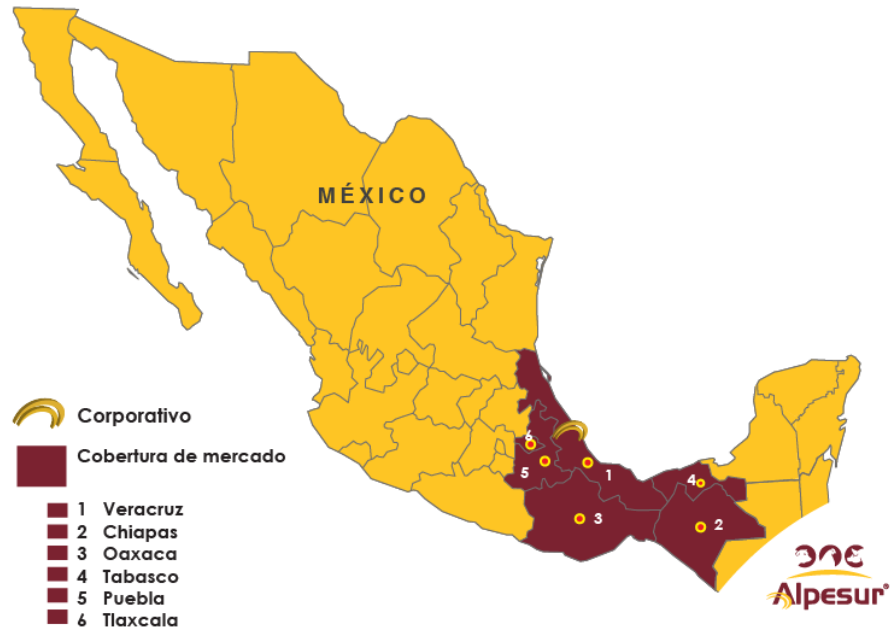 MÉXICO
Corporativo
Cobertura de mercado
1 Veracruz
2 Chiapas
3 Oaxaca
4 Tabasco
5 Puebla
6 Tlaxcala
6
5
1
4
3
2
Alpesur®